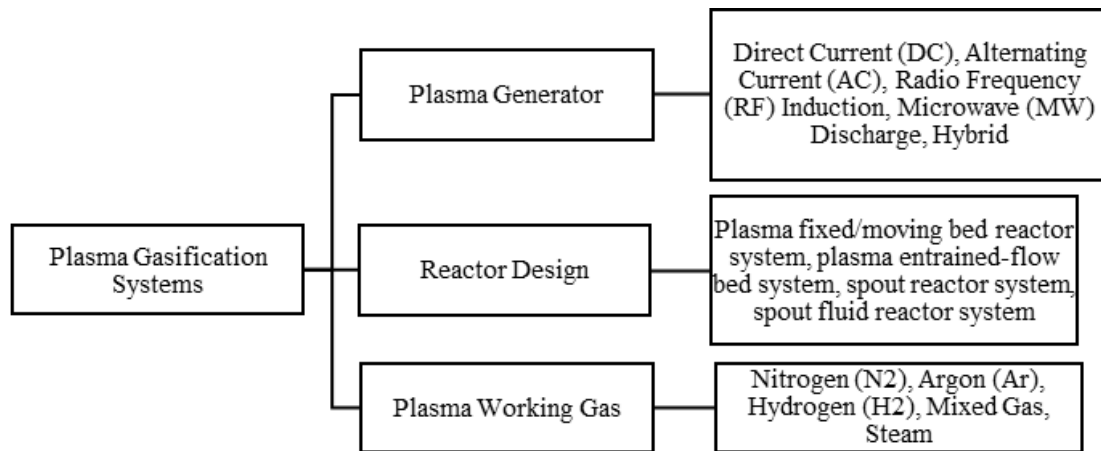 Plasma Gasification
Systems
Plasma Generator
Direct Current (DC), Alternating
Current (AC), Radio Frequency
(RF) Induction, Microwave (MW)
Discharge, Hybrid
Reactor Design
Plasma fixed/moving bed reactor
system, plasma entrained-flow
bed system, spout reactor system,
spout fluid reactor system
Plasma Working Gas
Nitrogen (N2), Argon (Ar),
Hydrogen (H2), Mixed Gas,
Steam